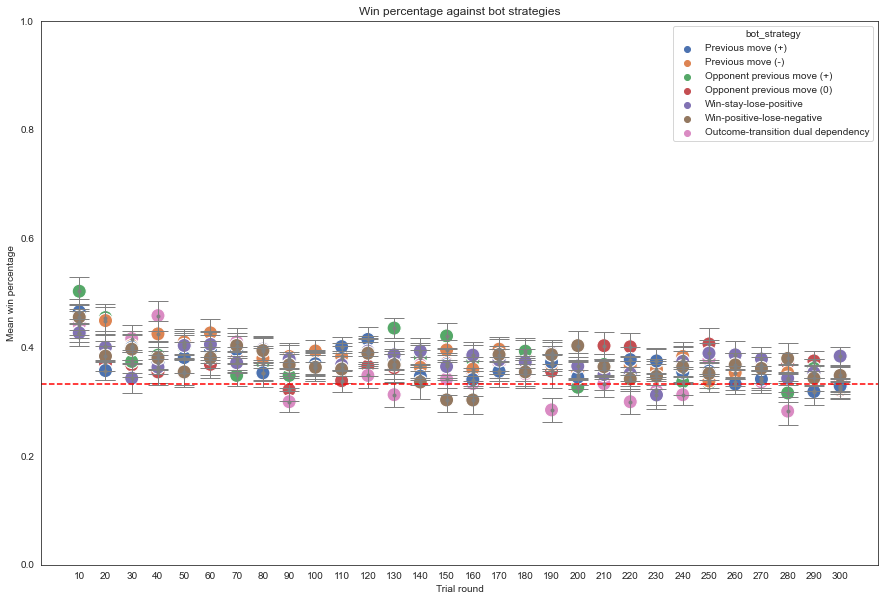 Win percentage against bot strategies
bot_strategy
Previous move (+)
Previous move (-)
Opponent previous move (+)
Opponent previous move (0)
Win-stay-lose-positive
Win-positive-lose-negative
Outcome-transition dual dependency
Mean win percentage
1.0
0.8
0.6
0.4
0.2
0.0
10 20 30 40 50 60 70 80 90 100 110 120 130 140 150 160 170 180 190 200 210 220 230 240 250 260 270 280 290 300
Trial round